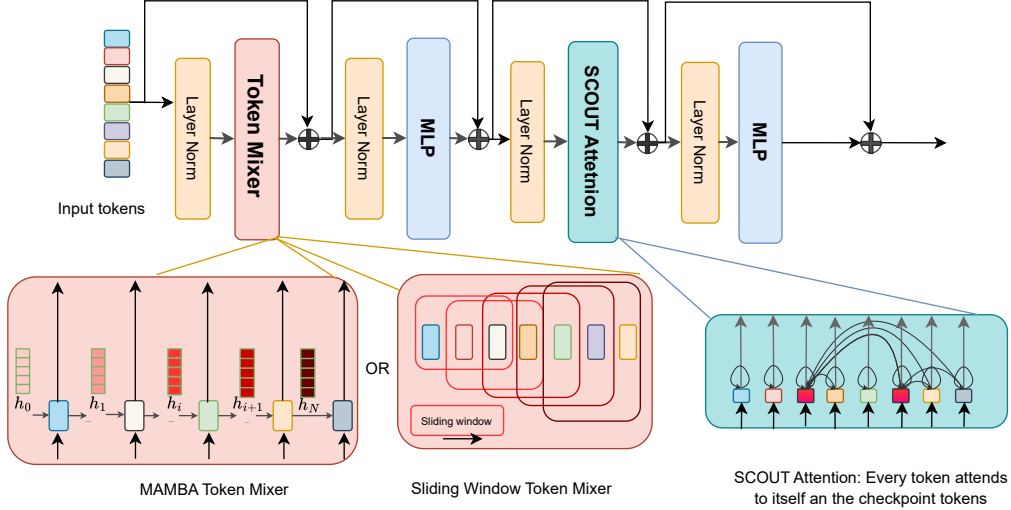 Input tokens
Layer Norm
Token Mixer
Layer Norm
MLP
Layer Norm
SCOUT Attetnion
Layer Norm
MLP
h0
h1
hi
hi+1
hN
...
...
...
...
MAMBA Token Mixer
OR
Sliding window
Sliding Window Token Mixer
SCOUT Attention: Every token attends
to itself an the checkpoint tokens